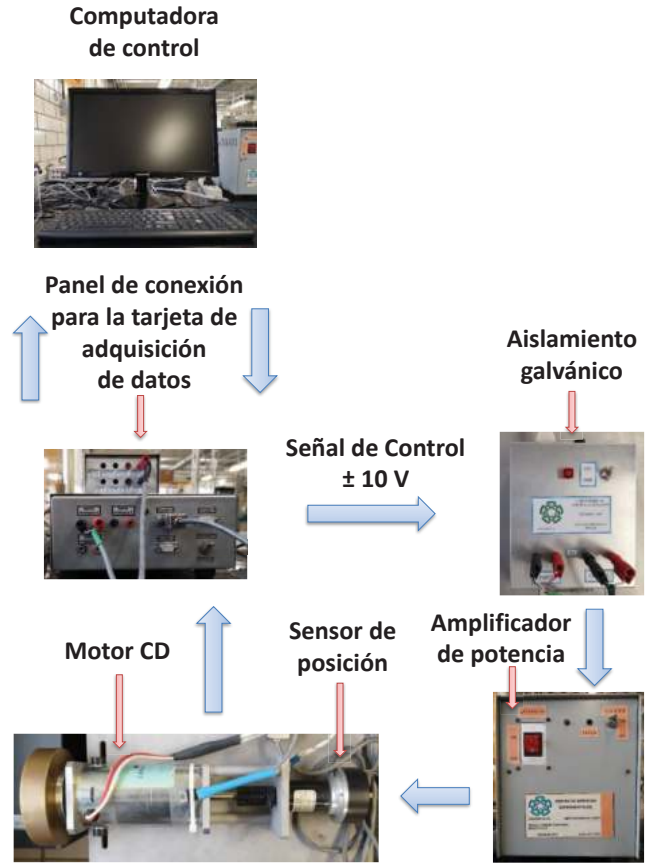 Computadora
de control
Panel de conexión
para la tarjeta de
adquisición
de datos
Aislamiento
galvánico
Señal de Control
± 10 V
Motor CD
Sensor de
posición
Amplificador
de potencia